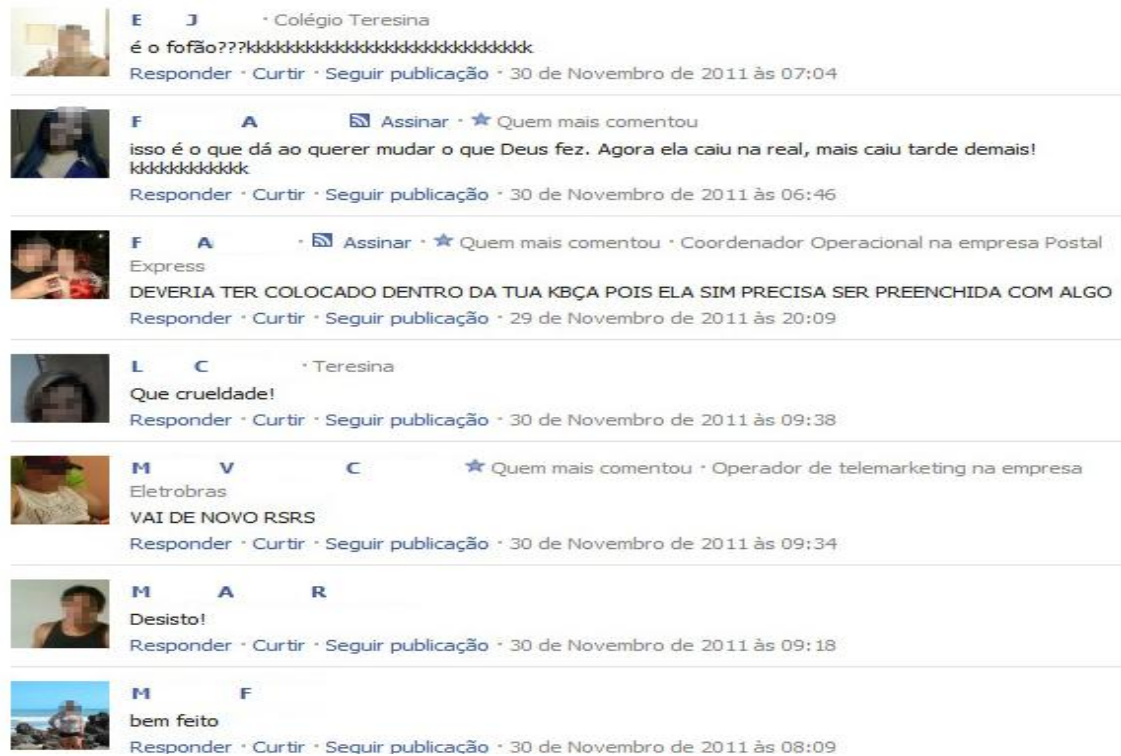 E J · Colégio Teresina
é o fofão???kkkkkkkkkkkkkkkkkkkkkkkkkkkkk
Responder · Curtir · Seguir publicação · 30 de Novembro de 2011 às 07:04
F A Assinar · Quem mais comentou
isso é o que dá ao querer mudar o que Deus fez. Agora ela caiu na real, mais caiu tarde demais!
kkkkkkkkkkkk
Responder · Curtir · Seguir publicação · 30 de Novembro de 2011 às 06:46
F A · Assinar · Quem mais comentou · Coordenador Operacional na empresa Postal
Express
DEVERIA TER COLOCADO DENTRO DA TUA KBÇA POIS ELA SIM PRECISA SER PREENCHIDA COM ALGO
Responder · Curtir · Seguir publicação · 29 de Novembro de 2011 às 20:09
L C · Teresina
Que crueldade!
Responder · Curtir · Seguir publicação · 30 de Novembro de 2011 às 09:38
M V C Quem mais comentou · Operador de telemarketing na empresa
Eletrobras
VAI DE NOVO RSRS
Responder · Curtir · Seguir publicação · 30 de Novembro de 2011 às 09:34
M A R
Desisto!
Responder · Curtir · Seguir publicação · 30 de Novembro de 2011 às 09:18
M F
bem feito
Responder · Curtir · Seguir publicação · 30 de Novembro de 2011 às 08:09